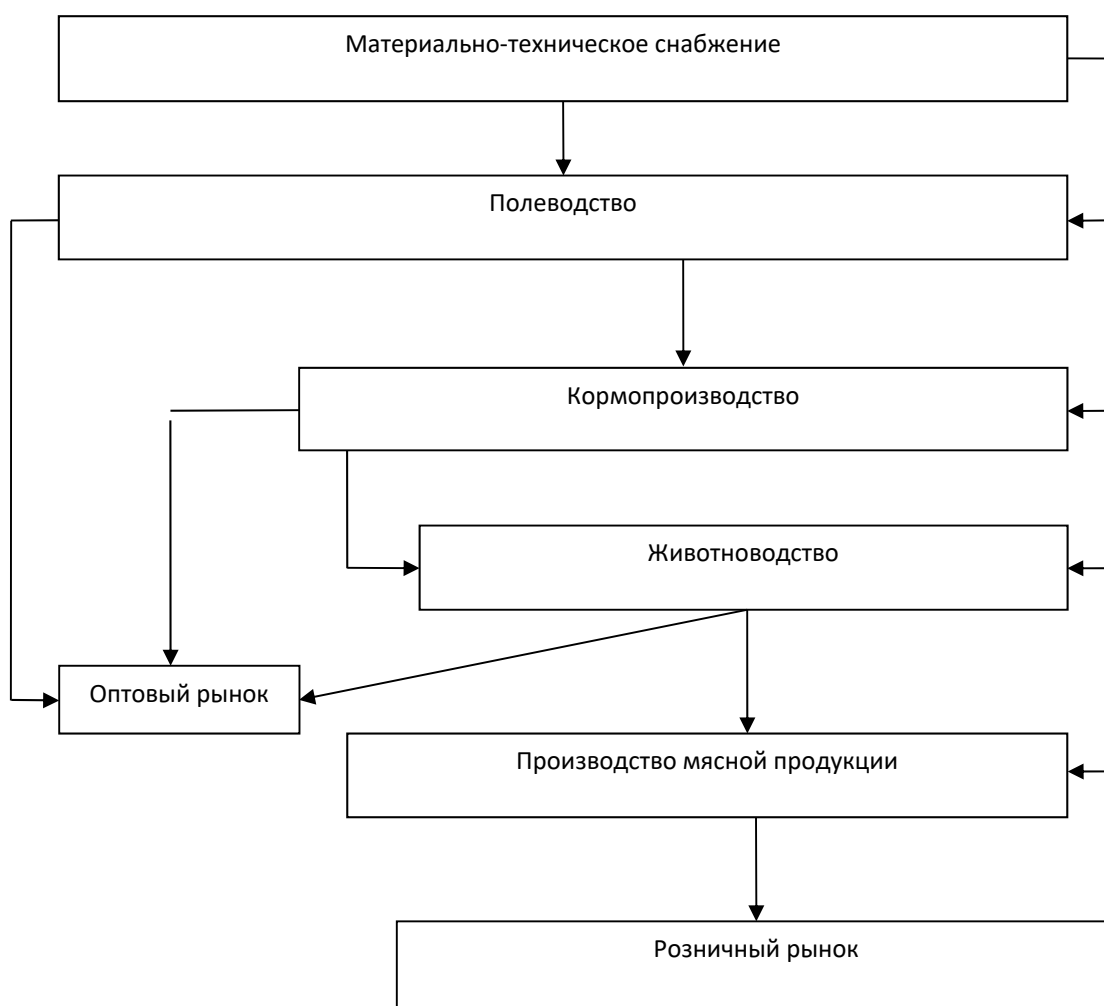 Материально-техническое снабжение
Полеводство
Кормопроизводство
Животноводство
Оптовый рынок
Производство мясной продукции
Розничный рынок